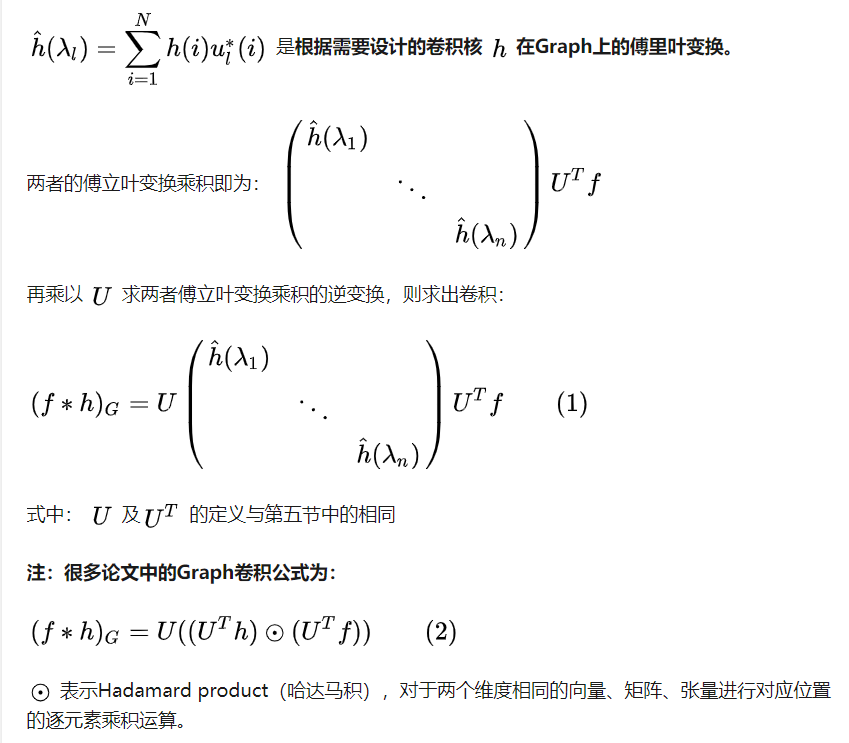 $\hat{h}(\lambda_l) = \sum_{i=1}^{N} h(i) u_l^*(i)$ 是根据需要设计的卷积核 $h$ 在Graph上的傅里叶变换。
两者的傅立叶变换乘积即为： $\begin{pmatrix} \hat{h}(\lambda_1) & & \\ & \ddots & \\ & & \hat{h}(\lambda_n) \end{pmatrix} U^T f$
再乘以 $U$ 求两者傅立叶变换乘积的逆变换，则求出卷积：
$(f * h)_G = U \begin{pmatrix} \hat{h}(\lambda_1) & & \\ & \ddots & \\ & & \hat{h}(\lambda_n) \end{pmatrix} U^T f \quad (1)$
式中： $U$ 及$U^T$ 的定义与第五节中的相同
注：很多论文中的Graph卷积公式为：
$(f * h)_G = U((U^T h) \odot (U^T f)) \quad (2)$
$\odot$ 表示Hadamard product（哈达马积），对于两个维度相同的向量、矩阵、张量进行对应位置
的逐元素乘积运算。